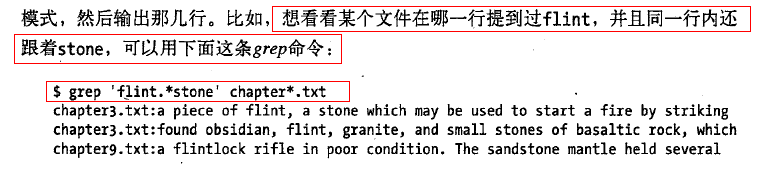 模式，然后输出那几行。比如，想看看某个文件在哪一行提到过flint，并且同一行内还
跟着stone，可以用下面这条grep命令：
$ grep 'flint.*stone' chapter*.txt
chapter3.txt:a piece of flint, a stone which may be used to start a fire by striking
chapter3.txt:found obsidian, flint, granite, and small stones of basaltic rock, which
chapter9.txt:a flintlock rifle in poor condition. The sandstone mantle held several